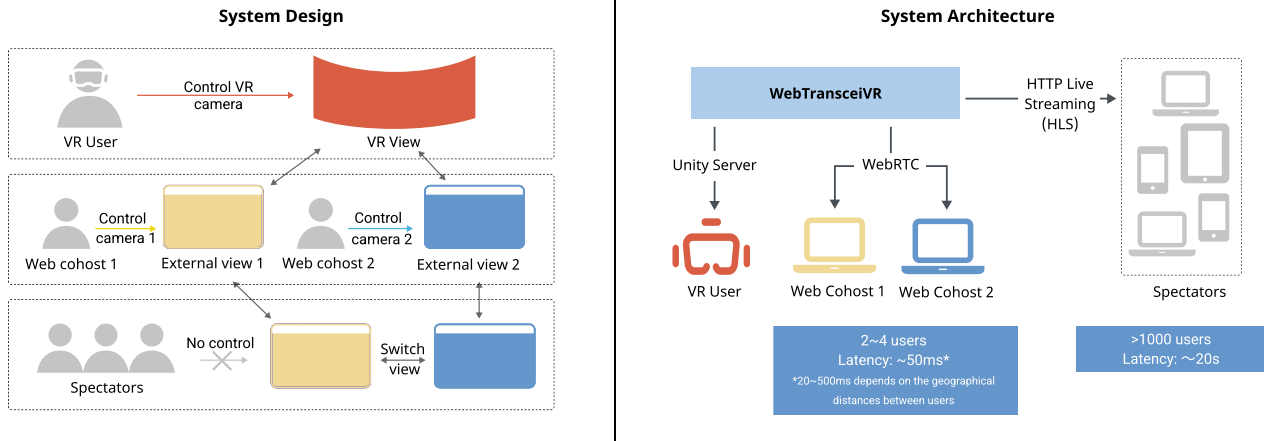 System Design
Control VR
camera
VR User
VR View
Control
camera 1
Web cohost 1
External view 1
Control
camera 2
Web cohost 2
External view 2
No control
Switch
view
Spectators
System Architecture
WebTransceiVR
HTTP Live
Streaming
(HLS)
Unity Server
WebRTC
VR User
Web Cohost 1
Web Cohost 2
Spectators
2~4 users
Latency: ~50ms*
*20~500ms depends on the geographical
distances between users
>1000 users
Latency: ～20s